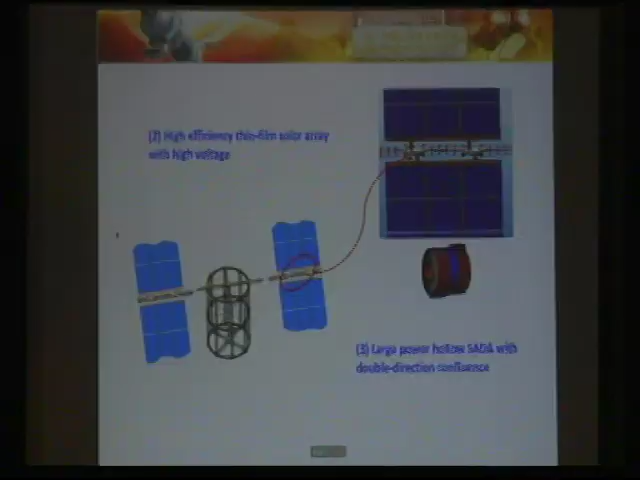 (2) High efficiency thin-film solar array
with high voltage
(3) Large power hollow SADA with
double-direction confluence